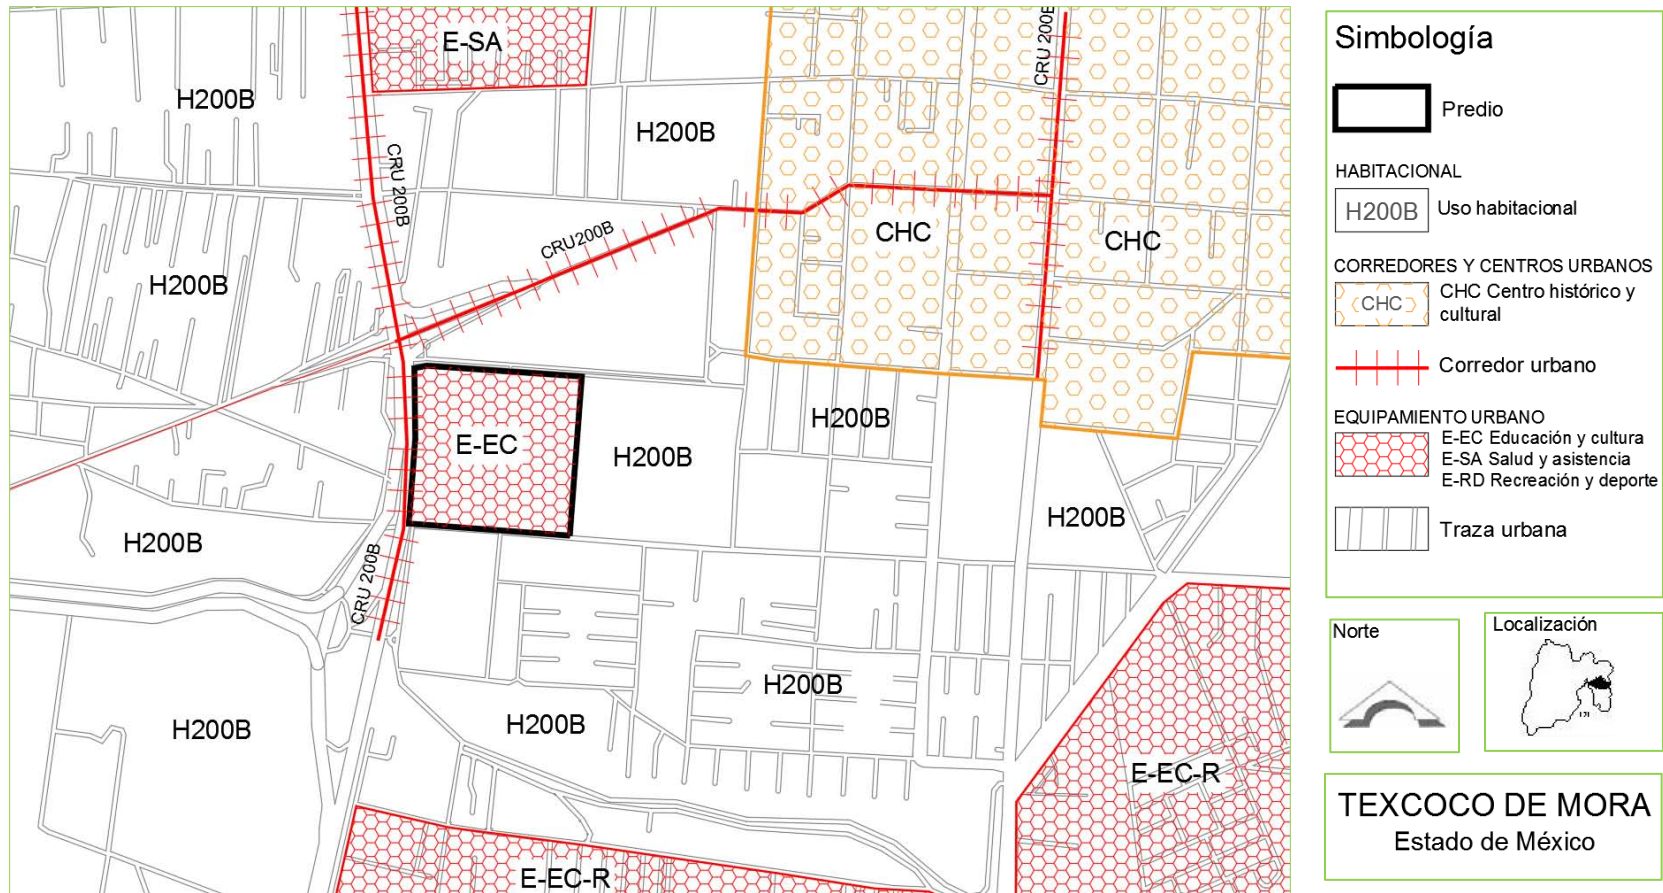 E-SA
CRU 200B
H200B
H200B
CRU 200B
CRU200B
CHC
CHC
H200B
E-EC
H200B
H200B
H200B
H200B
CRU 200B
H200B
H200B
H200B
E-EC-R
E-EC-R
Simbología
Predio
HABITACIONAL
H200B Uso habitacional
CORREDORES Y CENTROS URBANOS
CHC CHC Centro histórico y
cultural
Corredor urbano
EQUIPAMIENTO URBANO
E-EC Educación y cultura
E-SA Salud y asistencia
E-RD Recreación y deporte
Traza urbana
Norte
Localización
TEXCOCO DE MORA
Estado de México